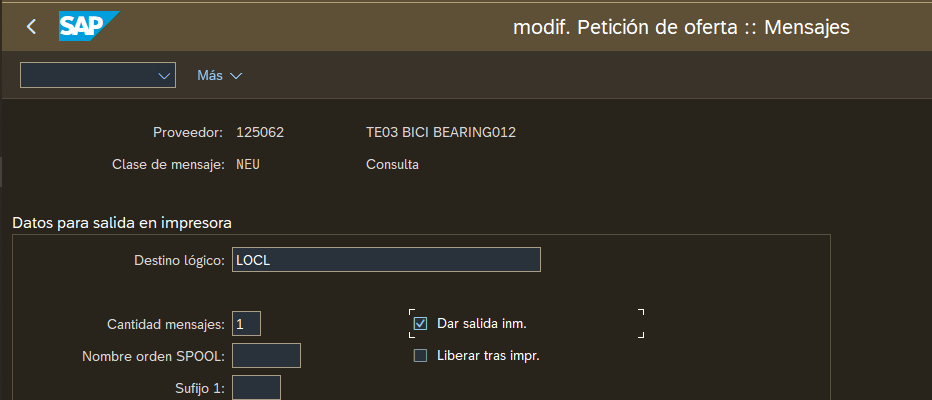 SAP
modif. Petición de oferta :: Mensajes
Más
Proveedor: 125062 TE03 BICI BEARING012
Clase de mensaje: NEU Consulta
Datos para salida en impresora
Destino lógico: LOCL
Cantidad mensajes: 1 Dar salida inm.
Nombre orden SPOOL: Liberar tras impr.
Sufijo 1: